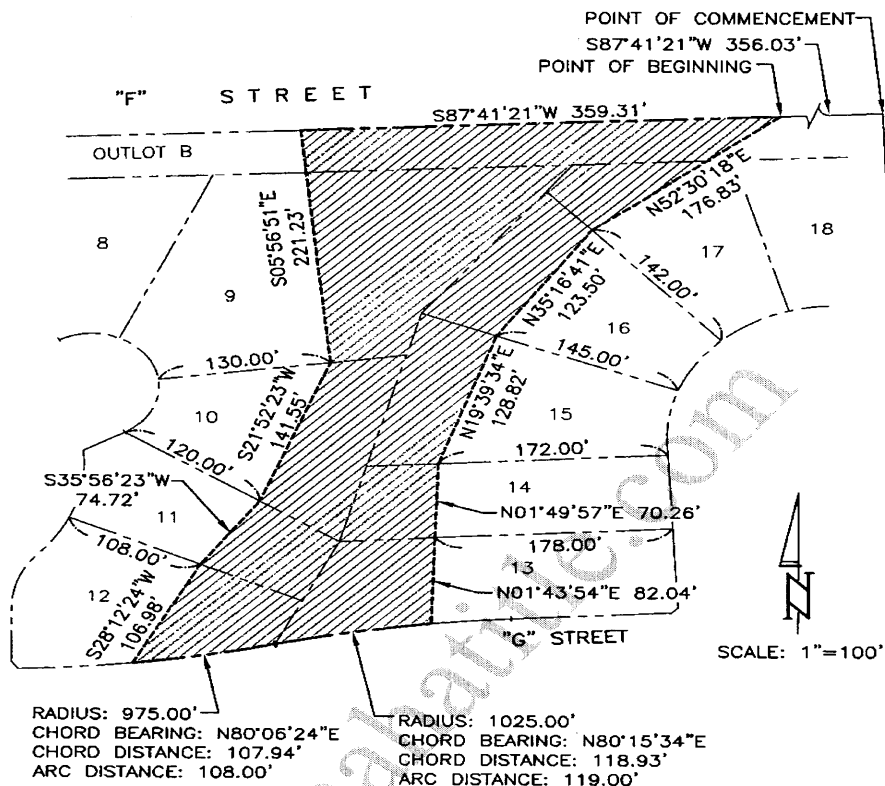 POINT OF COMMENCEMENT
S87°41'21"W 356.03'
POINT OF BEGINNING
"F" STREET
S87°41'21"W 359.31'
OUTLOT B
N52°30'18"E
176.83'
8
S05°56'51"E
221.23'
9
18
17
142.00'
N35°16'41"E
123.50'
16
145.00'
130.00'
N19°39'34"E
128.82'
S21°52'23"W
141.55'
10
15
120.00'
172.00'
S35°56'23"W
74.72'
14
11
N01°49'57"E 70.26'
108.00'
178.00'
13
N01°43'54"E 82.04'
12
S28°12'24"W
106.98'
"G" STREET
N
SCALE: 1"=100'
RADIUS: 975.00'
CHORD BEARING: N80°06'24"E
CHORD DISTANCE: 107.94'
ARC DISTANCE: 108.00'
RADIUS: 1025.00'
CHORD BEARING: N80°15'34"E
CHORD DISTANCE: 118.93'
ARC DISTANCE: 119.00'